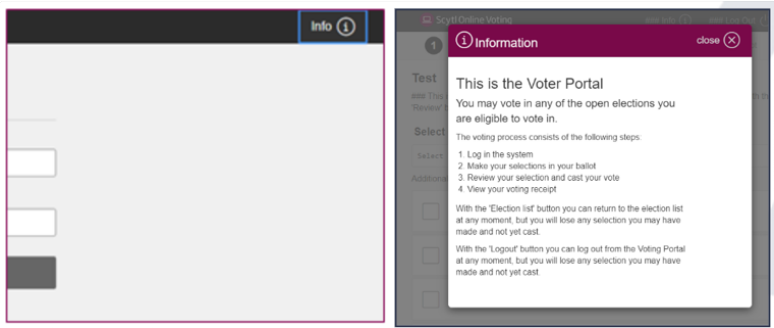 Info
Scytl Online Voting
Information
close
1
Test
This is the Voter Portal
You may vote in any of the open elections you
are eligible to vote in.
Select
The voting process consists of the following steps:
1. Log in the system
2. Make your selections in your ballot
3. Review your selection and cast your vote
4. View your voting receipt
Select
Additional
With the 'Election list' button you can return to the election list
at any moment, but you will lose any selection you may have
made and not yet cast.
With the 'Logout' button you can log out from the Voting Portal
at any moment, but you will lose any selection you may have
made and not yet cast.